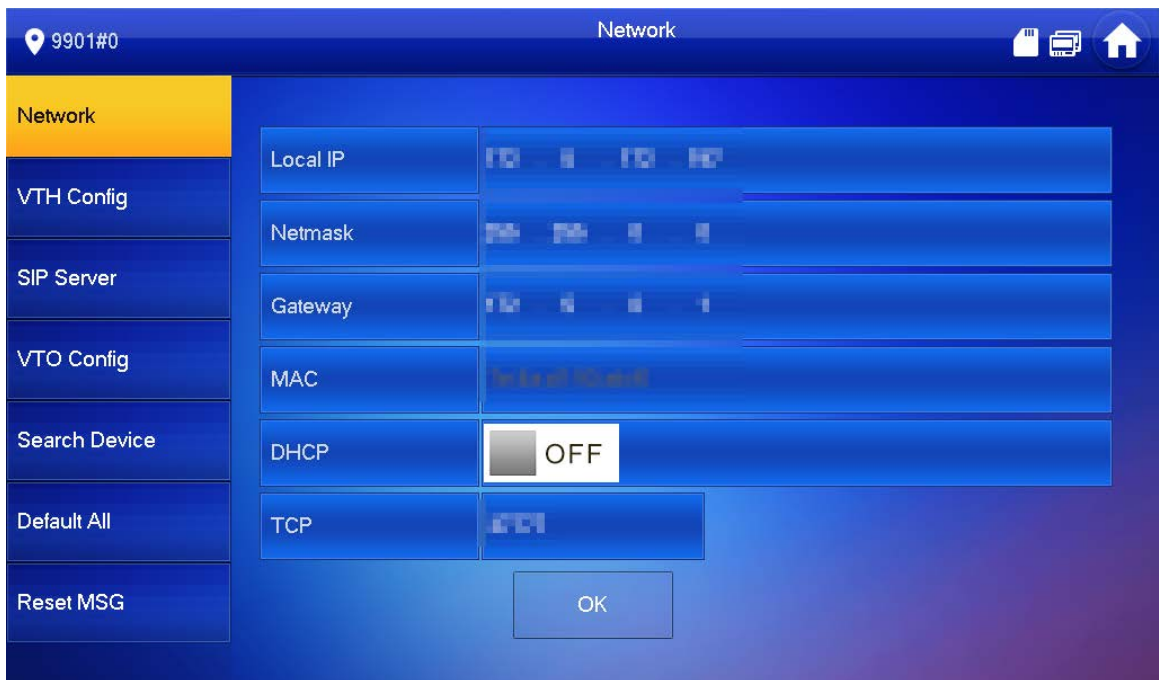 9901#0
Network
Network
VTH Config
SIP Server
VTO Config
Search Device
Default All
Reset MSG
Local IP
Netmask
Gateway
MAC
DHCP OFF
TCP
OK